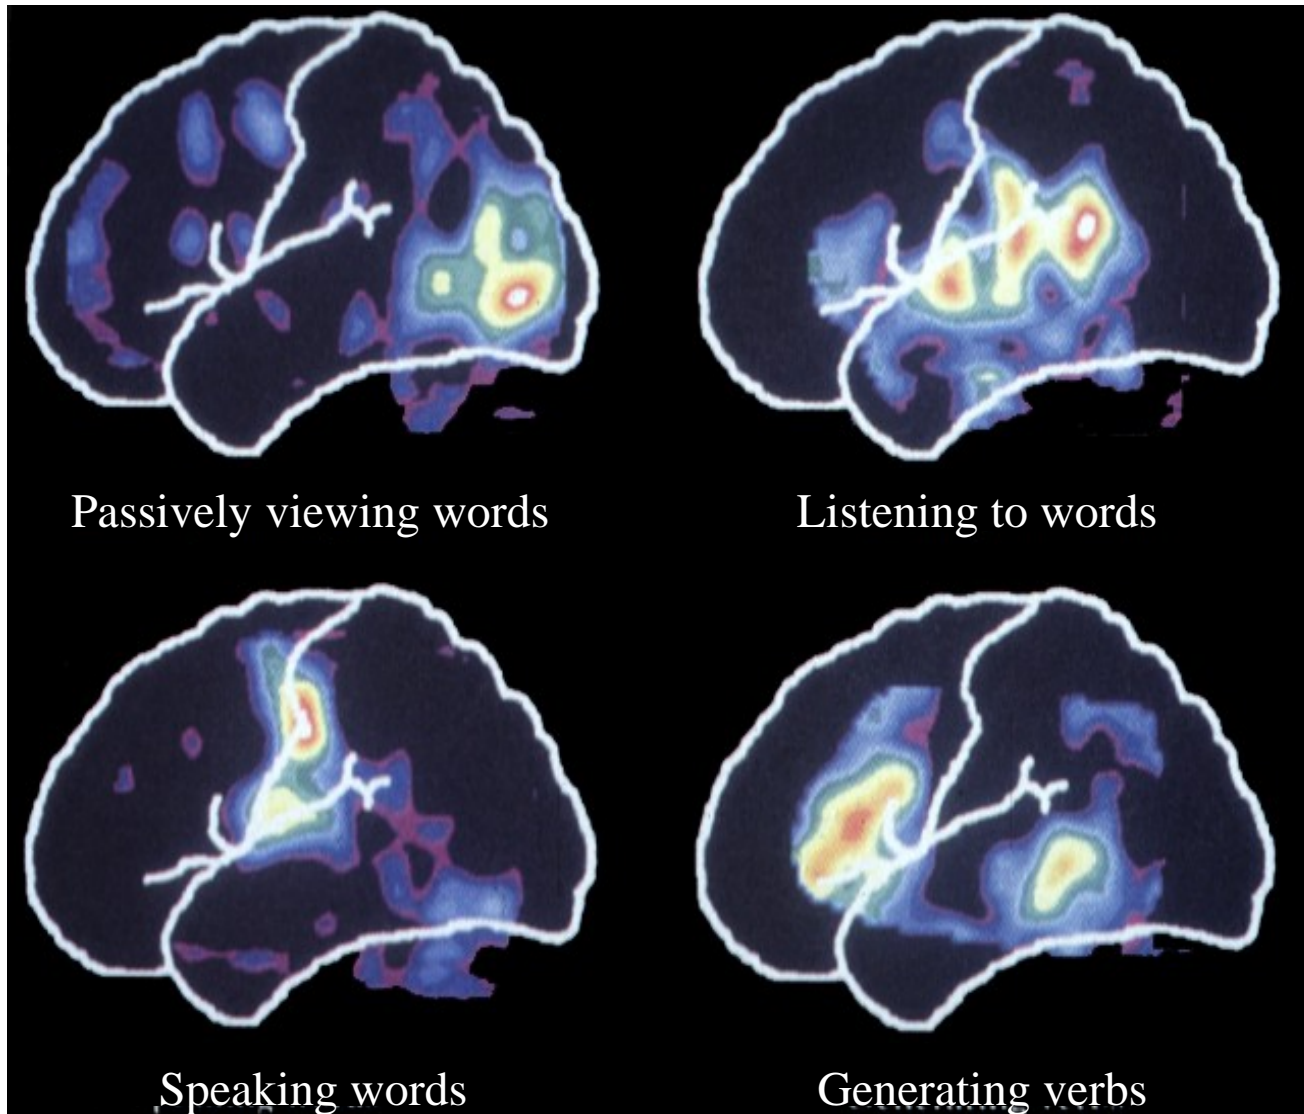 Passively viewing words
Listening to words
Speaking words
Generating verbs